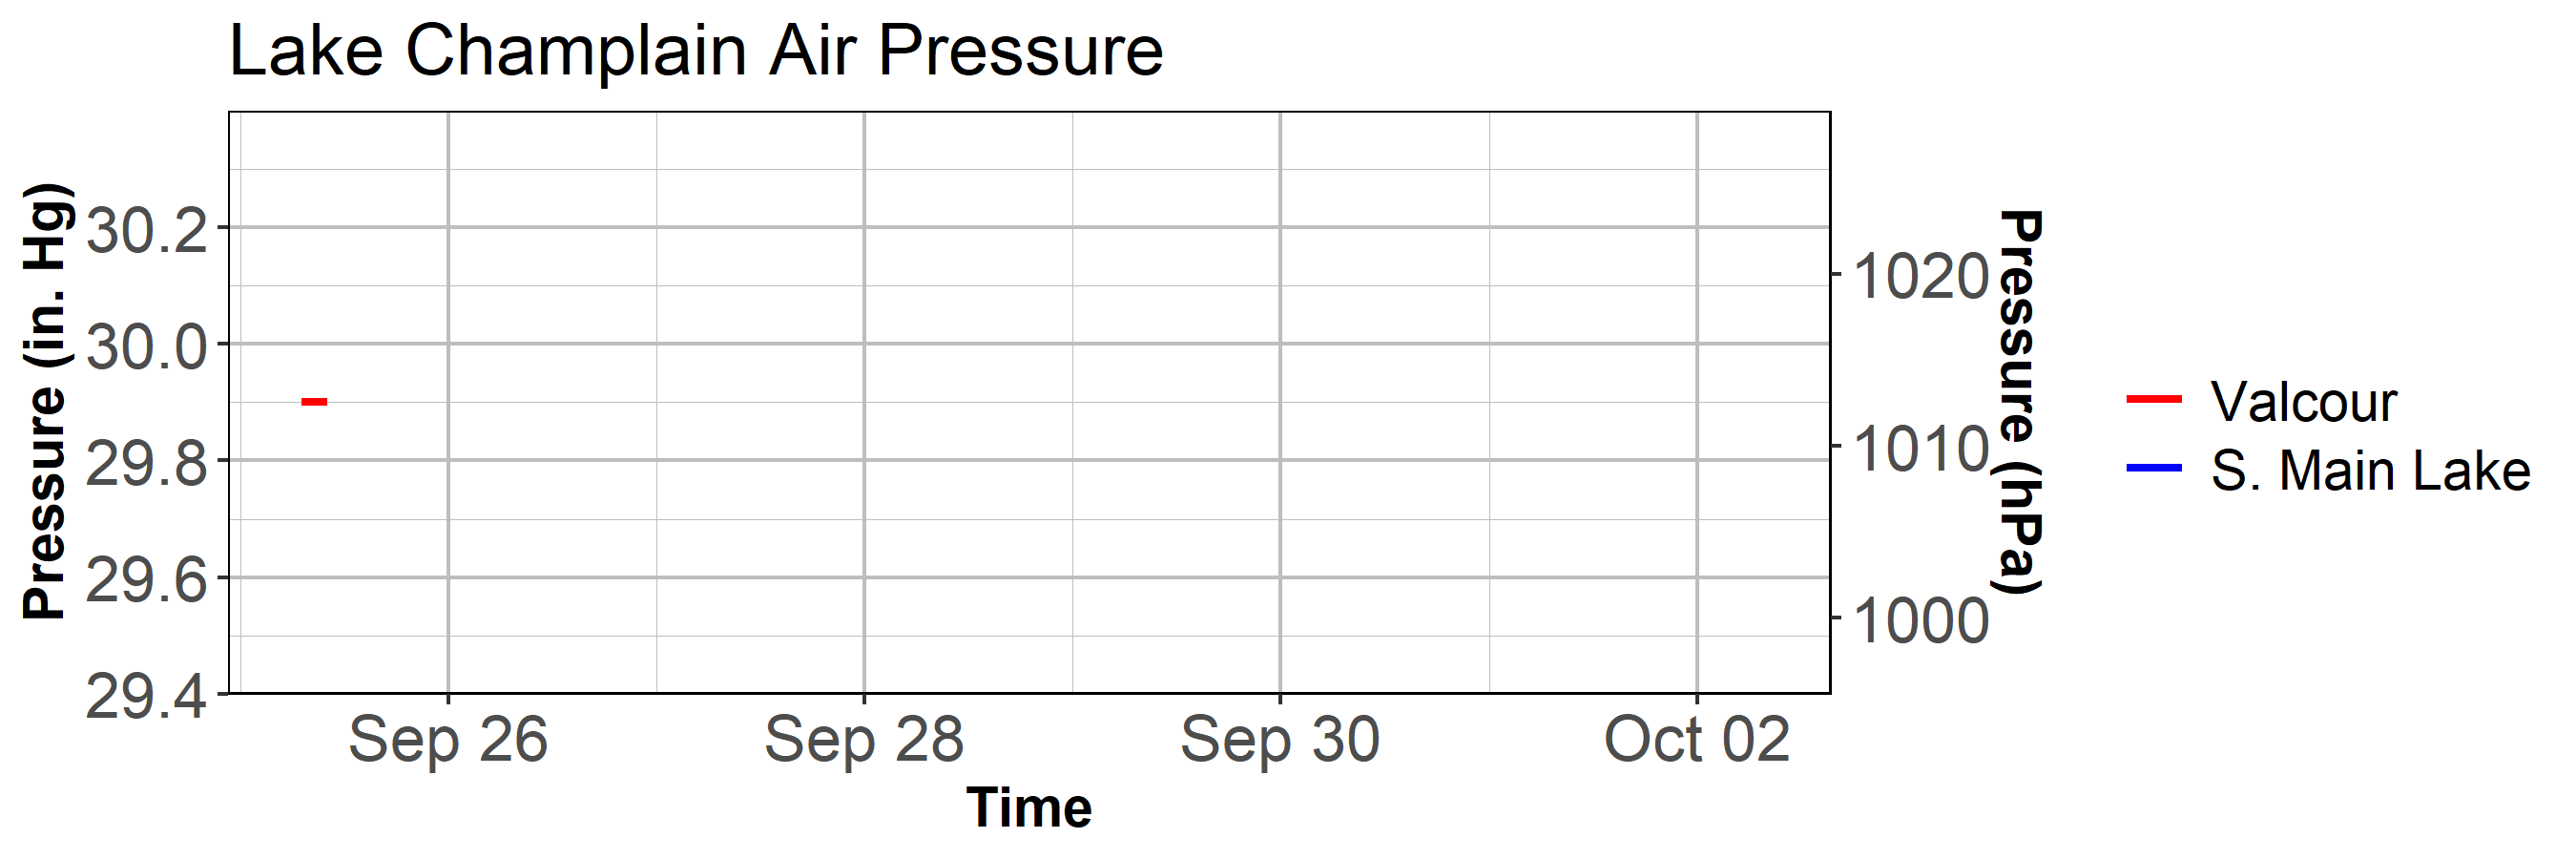 Lake Champlain Air Pressure
Pressure (in. Hg)
30.2
30.0
29.8
29.6
29.4
Sep 26
Sep 28
Sep 30
Oct 02
Time
1020
1010
1000
Pressure (hPa)
Valcour
S. Main Lake